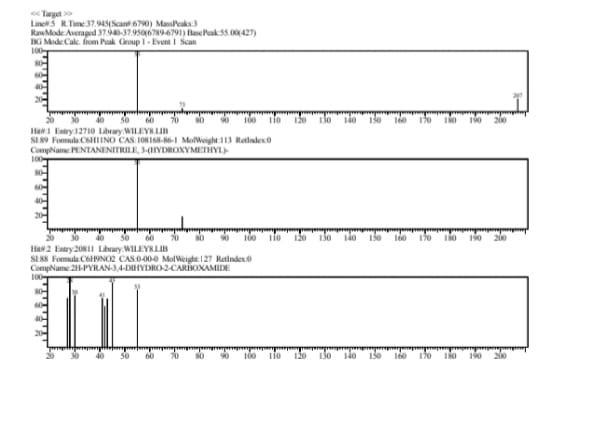 << Target >>
Line#:5 R.Time:37.945(Scan#:6790) MassPeaks:3
RawMode:Averaged 37.940-37.950(6789-6791) BasePeak:55.00(427)
BG Mode:Calc. from Peak Group 1 - Event 1 Scan
100
80
60
40
20
73
207
20 30 40 50 60 70 80 90 100 110 120 130 140 150 160 170 180 190 200
Hit#:1 Entry:12710 Library:WILEY8.LIB
SI:89 Formula:C6H11NO CAS:108168-86-1 MolWeight:113 RetIndex:0
CompName:PENTANENITRILE, 3-(HYDROXYMETHYL)-
100
80
60
40
20
20 30 40 50 60 70 80 90 100 110 120 130 140 150 160 170 180 190 200
Hit#:2 Entry:20811 Library:WILEY8.LIB
SI:88 Formula:C6H9NO2 CAS:0-00-0 MolWeight:127 RetIndex:0
CompName:2H-PYRAN-3,4-DIHYDRO-2-CARBOXAMIDE
100
80
60
40
20
41
55
20 30 40 50 60 70 80 90 100 110 120 130 140 150 160 170 180 190 200